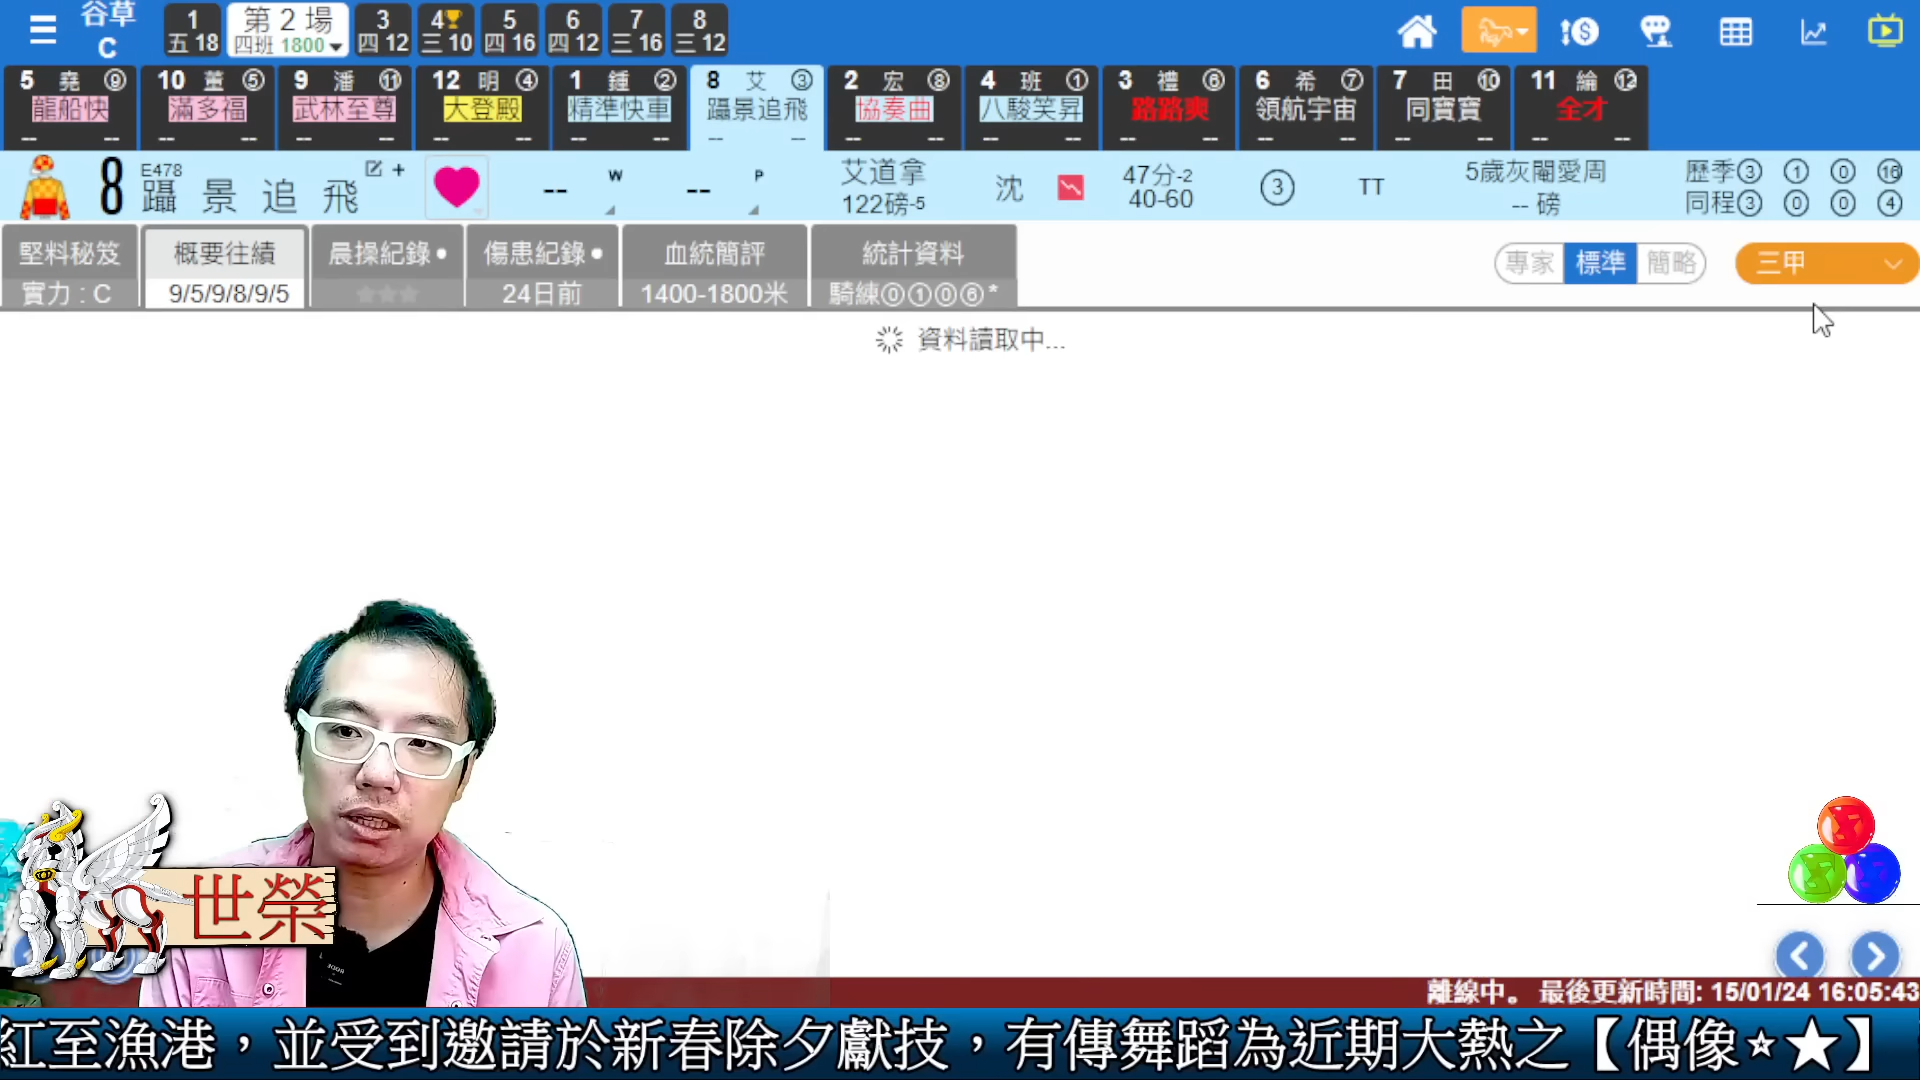 谷草
C
1
五 18
第 2 場
四班 1800
3
四 12
4
三 10
5
四 16
6
四 12
7
三 16
8
三 12
5 堯 ⑨
龍船快
-- --
10 董 ⑤
滿多福
-- --
9 潘 ⑪
武林至尊
-- --
12 明 ④
大登殿
-- --
1 鍾 ②
精準快車
-- --
8 艾 ③
躡景追飛
-- --
2 宏 ⑧
協奏曲
-- --
4 班 ①
八駿笑昇
-- --
3 禮 ⑥
路路爽
-- --
6 希 ⑦
領航宇宙
-- --
7 田 ⑩
同寶寶
-- --
11 綸 ⑫
全才
-- --
8
E478
躡景追飛
-- W
-- P
艾道拿
122磅-5
沈
47分-2
40-60
③
TT
5歲灰閹愛周
-- 磅
歷季③ ① ⓪ ⑯
同程③ ⓪ ⓪ ④
堅料秘笈
實力 : C
概要往績
9/5/9/8/9/5
晨操紀錄 •
★★★
傷患紀錄 •
24日前
血統簡評
1400-1800米
統計資料
騎練⓪①⓪⑥*
專家 標準 簡略
三甲
資料讀取中...
世榮
離線中。 最後更新時間: 15/01/24 16:05:43
紅至漁港，並受到邀請於新春除夕獻技，有傳舞蹈為近期大熱之【偶像☆★】